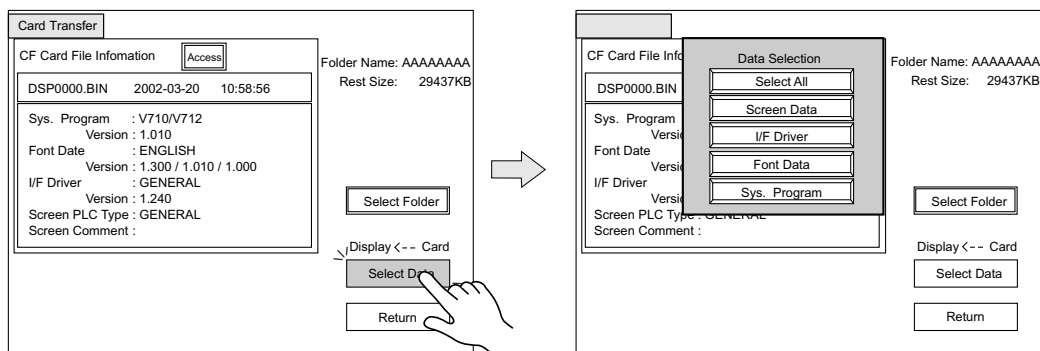 Card Transfer
CF Card File Infomation
Access
DSP0000.BIN 2002-03-20 10:58:56
Sys. Program : V710/V712
Version : 1.010
Font Date : ENGLISH
Version : 1.300 / 1.010 / 1.000
I/F Driver : GENERAL
Version : 1.240
Screen PLC Type : GENERAL
Screen Comment :
Folder Name: AAAAAAAA
Rest Size: 29437KB
Select Folder
Display <-- Card
Select Data
Return
CF Card File Info
DSP0000.BIN
Sys. Program
Versi
Font Date
Versi
I/F Driver
Versi
Screen PLC Type : GENERAL
Screen Comment :
Data Selection
Select All
Screen Data
I/F Driver
Font Data
Sys. Program
Folder Name: AAAAAAAA
Rest Size: 29437KB
Select Folder
Display <-- Card
Select Data
Return